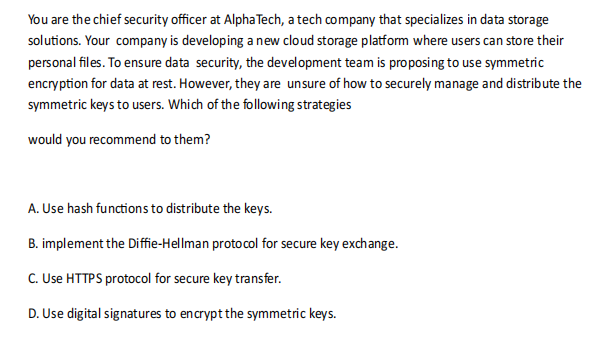 You are the chief security officer at AlphaTech, a tech company that specializes in data storage
solutions. Your company is developing a new cloud storage platform where users can store their
personal files. To ensure data security, the development team is proposing to use symmetric
encryption for data at rest. However, they are unsure of how to securely manage and distribute the
symmetric keys to users. Which of the following strategies
would you recommend to them?
A. Use hash functions to distribute the keys.
B. implement the Diffie-Hellman protocol for secure key exchange.
C. Use HTTPS protocol for secure key transfer.
D. Use digital signatures to encrypt the symmetric keys.